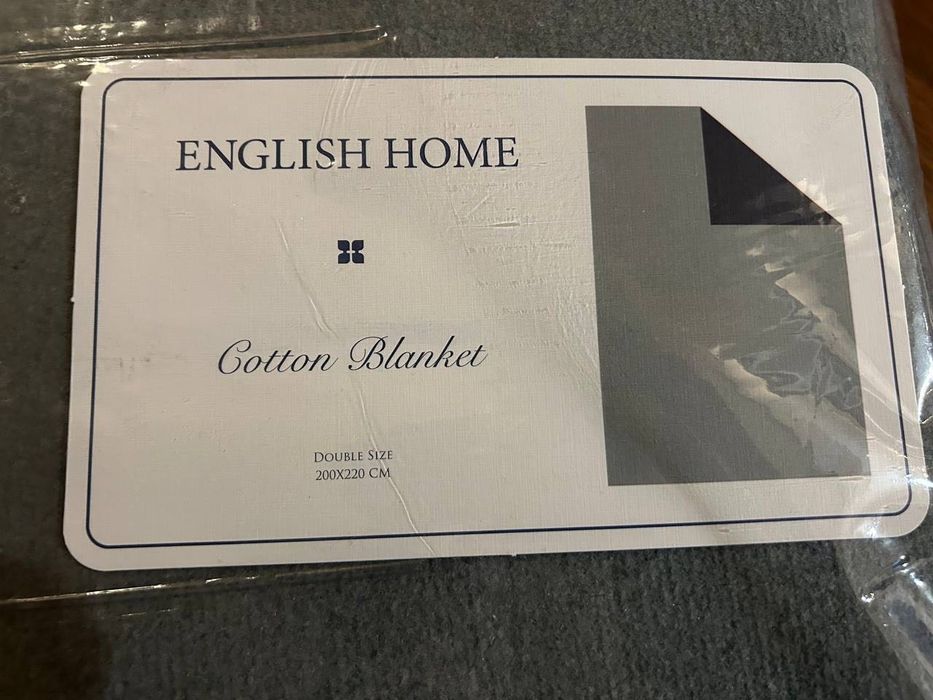 ENGLISH HOME
Cotton Blanket
DOUBLE SIZE
200X220 CM